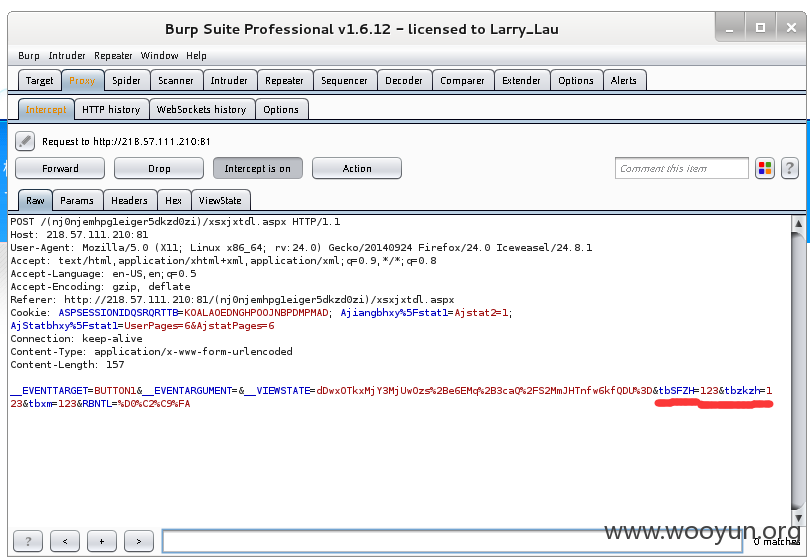 Burp Suite Professional v1.6.12 - licensed to Larry_Lau
Burp Intruder Repeater Window Help
Target Proxy Spider Scanner Intruder Repeater Sequencer Decoder Comparer Extender Options Alerts
Intercept HTTP history WebSockets history Options
Request to http://218.57.111.210:81
Forward Drop Intercept is on Action Comment this item ?
Raw Params Headers Hex ViewState
POST /(nj0njemhpgleiger5dkzd0zi)/xsxjxtdl.aspx HTTP/1.1
Host: 218.57.111.210:81
User-Agent: Mozilla/5.0 (X11; Linux x86_64; rv:24.0) Gecko/20140924 Firefox/24.0 Iceweasel/24.8.1
Accept: text/html,application/xhtml+xml,application/xml;q=0.9,*/*;q=0.8
Accept-Language: en-US,en;q=0.5
Accept-Encoding: gzip, deflate
Referer: http://218.57.111.210:81/(nj0njemhpgleiger5dkzd0zi)/xsxjxtdl.aspx
Cookie: ASPSESSIONIDQSRQRTTB=KOALAOEDNGHPOOJNBPDMPMAD; Ajiangbhxy%5Fstat1=Ajstat2=1;
AjStatbhxy%5Fstat1=UserPages=6&AjstatPages=6
Connection: keep-alive
Content-Type: application/x-www-form-urlencoded
Content-Length: 157
__EVENTTARGET=BUTTON1&__EVENTARGUMENT=&__VIEWSTATE=dDwxOTkxMjY3MjUwOzs%2Be6EMq%2B3caQ%2FS2MmJHTnfw6kfQDU%3D&tbSFZH=123&tbzkzh=1
23&tbxm=123&RBNTL=%D0%C2%C9%FA
www.wooyun.org
? < + > 0 matches